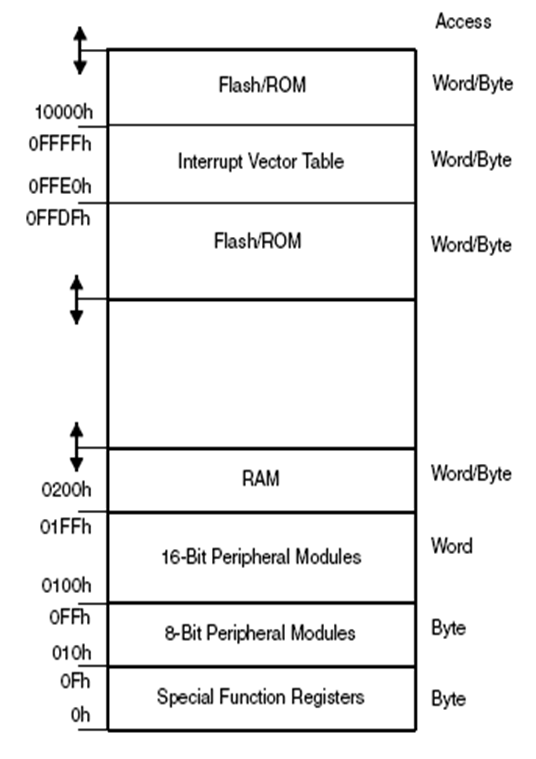 Access
Flash/ROM Word/Byte
10000h
0FFFFh
Interrupt Vector Table Word/Byte
0FFE0h
0FFDFh
Flash/ROM Word/Byte
RAM Word/Byte
0200h
01FFh
16-Bit Peripheral Modules Word
0100h
0FFh
8-Bit Peripheral Modules Byte
010h
0Fh
Special Function Registers Byte
0h